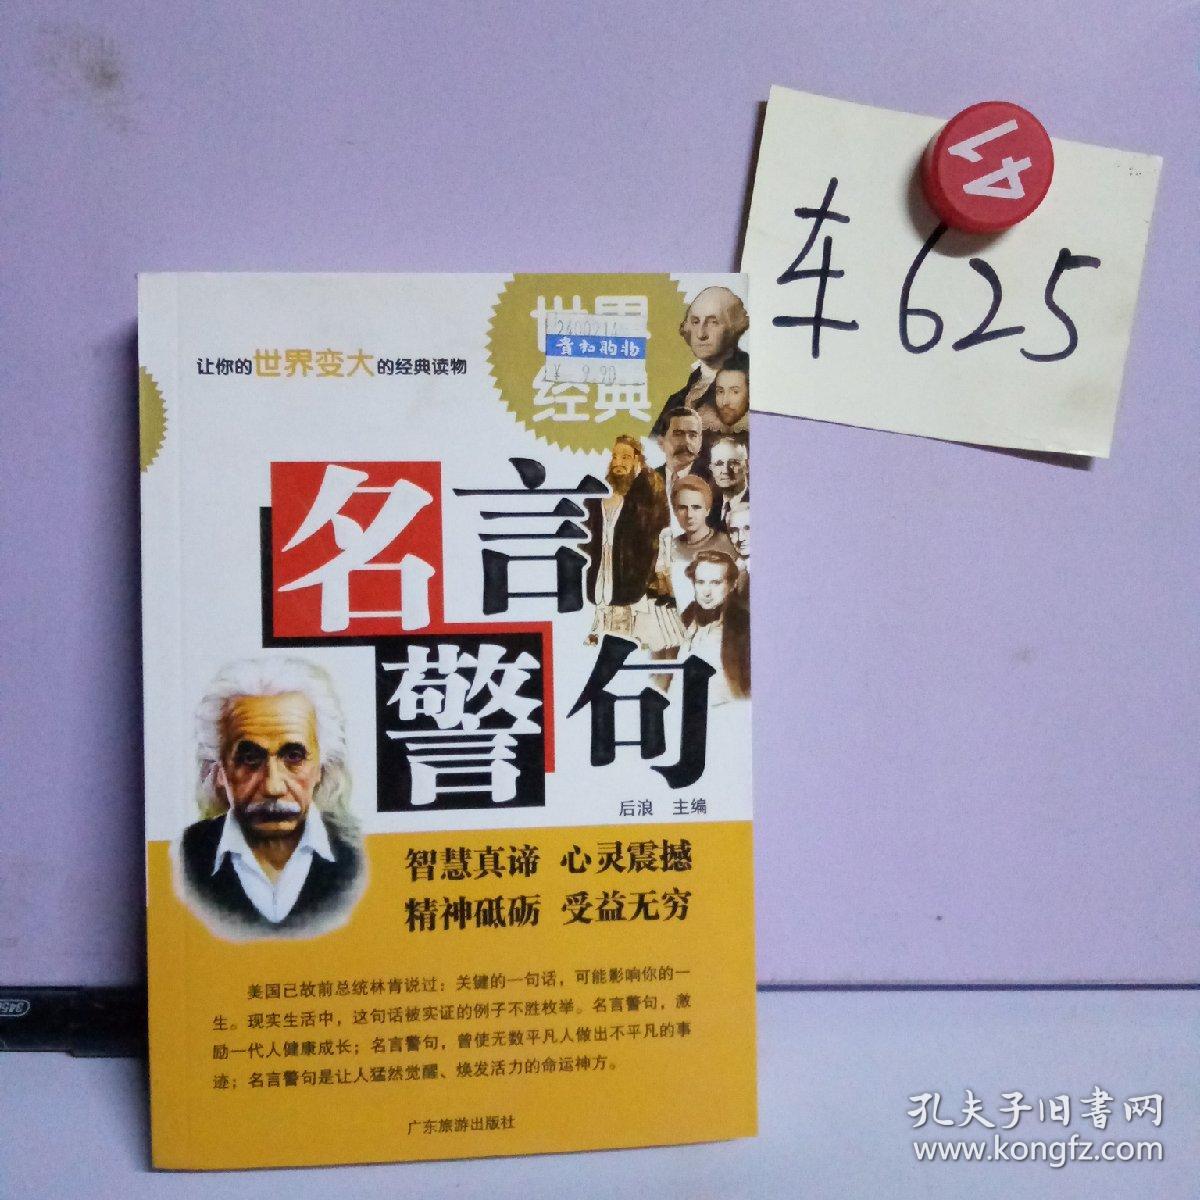 车625
让你的世界变大的经典读物
世界
经典
贵和购物
¥ 9.90
名言
警句
后浪 主编
智慧真谛 心灵震撼
精神砥砺 受益无穷
美国已故前总统林肯说过：关键的一句话，可能影响你的一
生。现实生活中，这句话被实证的例子不胜枚举。名言警句，激
励一代人健康成长；名言警句，曾使无数平凡人做出不平凡的事
迹；名言警句是让人猛然觉醒、焕发活力的命运神方。
广东旅游出版社
孔夫子旧書网
www.kongfz.com